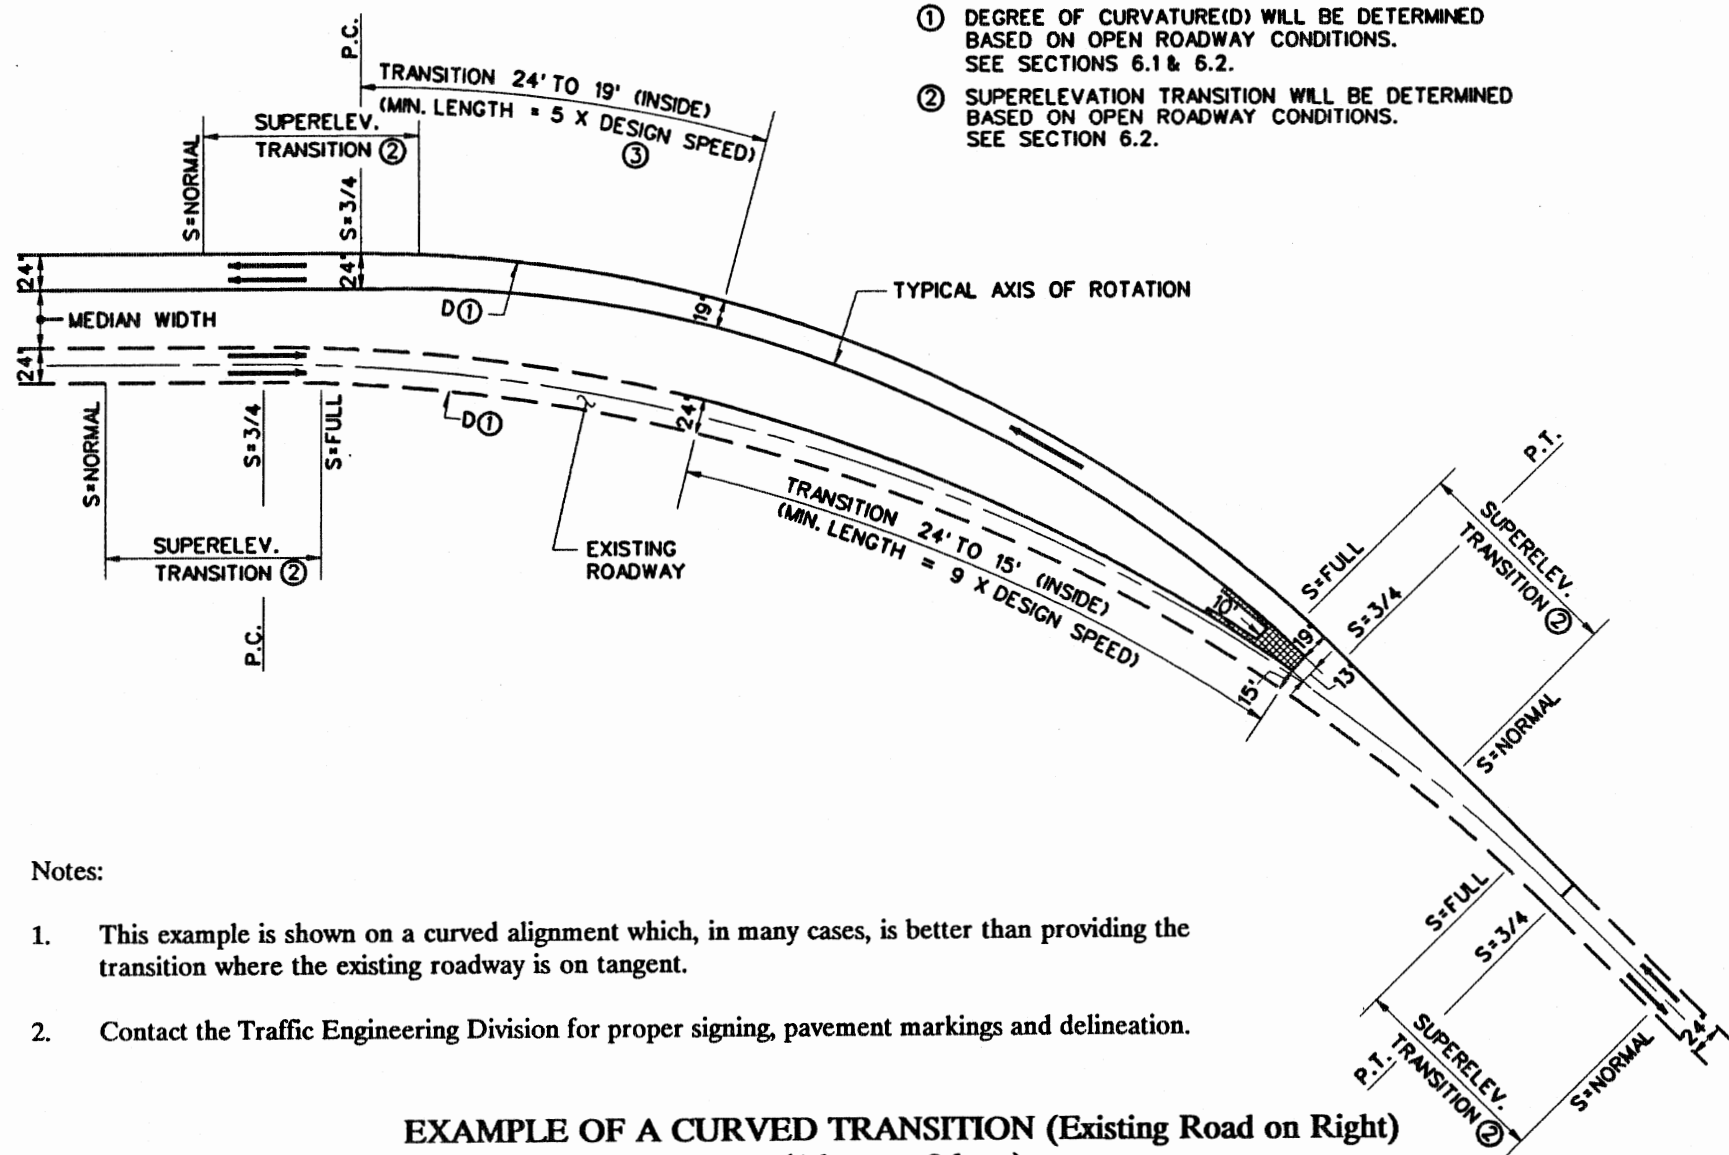 ① DEGREE OF CURVATURE(D) WILL BE DETERMINED
BASED ON OPEN ROADWAY CONDITIONS.
SEE SECTIONS 6.1 & 6.2.
② SUPERELEVATION TRANSITION WILL BE DETERMINED
BASED ON OPEN ROADWAY CONDITIONS.
SEE SECTION 6.2.
P.C.
TRANSITION 24' TO 19' (INSIDE)
(MIN. LENGTH = 5 X DESIGN SPEED)
③
SUPERELEV.
TRANSITION ②
S=NORMAL
S=3/4
24'
24'
19'
D①
TYPICAL AXIS OF ROTATION
MEDIAN WIDTH
24'
D①
24'
S=NORMAL
S=3/4
S=FULL
SUPERELEV.
TRANSITION ②
P.C.
EXISTING
ROADWAY
TRANSITION 24' TO 15' (INSIDE)
(MIN. LENGTH = 9 X DESIGN SPEED)
10'
19'
13'
15'
P.T.
SUPERELEV.
TRANSITION ②
S=FULL
S=3/4
S=NORMAL
S=FULL
S=3/4
S=NORMAL
P.T.
SUPERELEV.
TRANSITION ②
24'
Notes:
1. This example is shown on a curved alignment which, in many cases, is better than providing the
transition where the existing roadway is on tangent.
2. Contact the Traffic Engineering Division for proper signing, pavement markings and delineation.
EXAMPLE OF A CURVED TRANSITION (Existing Road on Right)